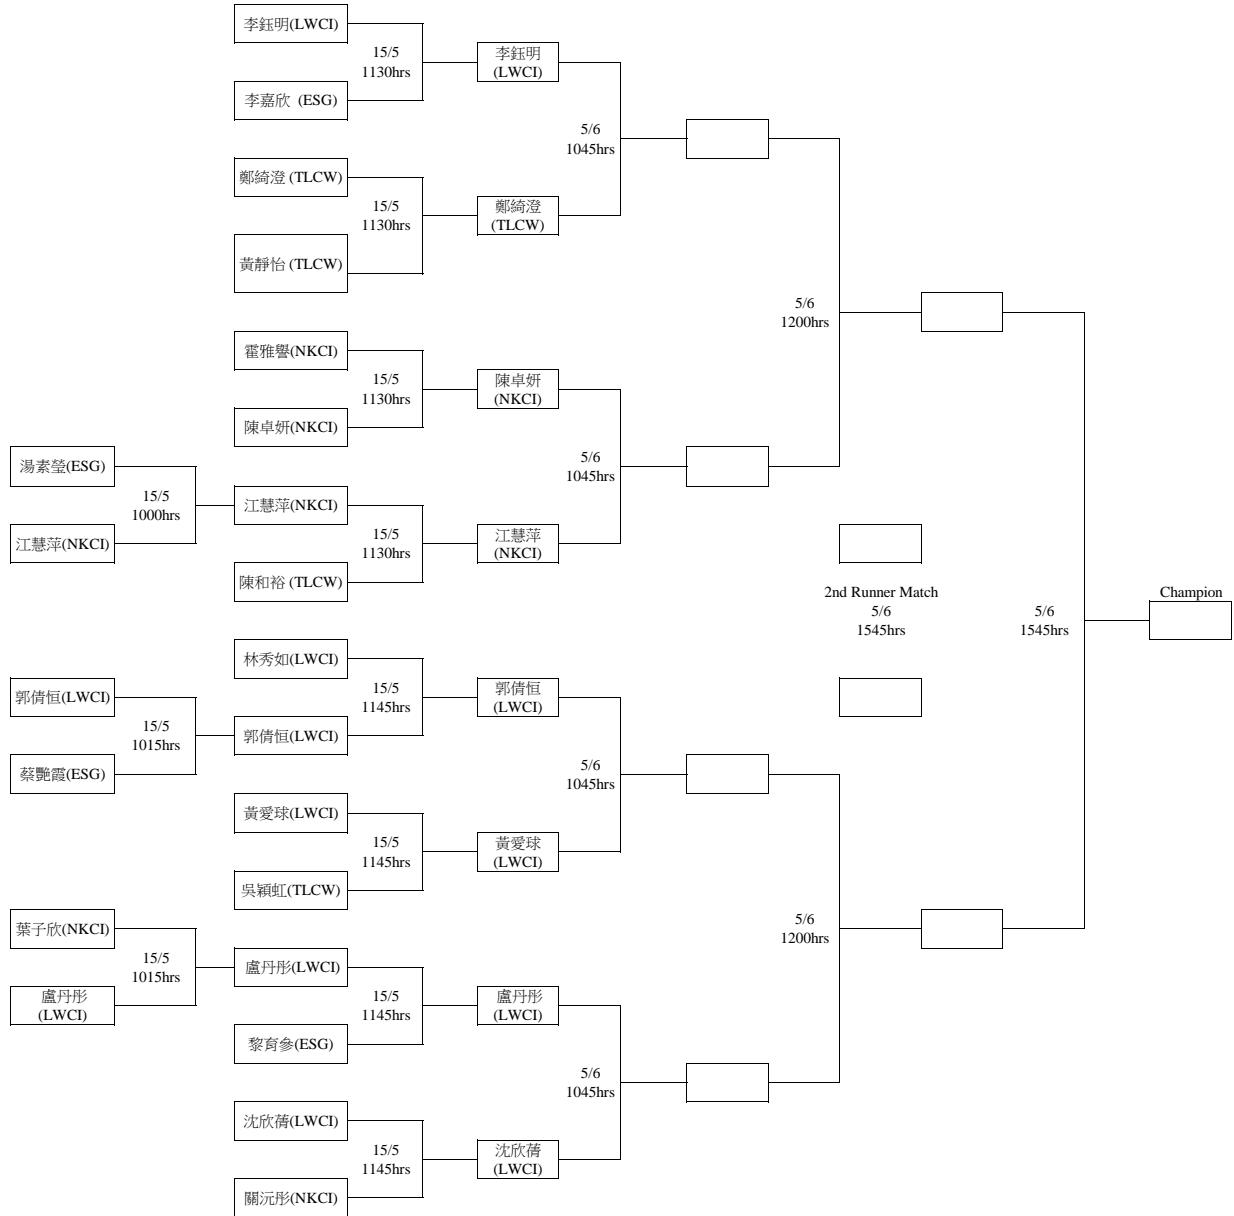 李鈺明(LWCI)
15/5
1130hrs
李鈺明
(LWCI)
李嘉欣 (ESG)
5/6
1045hrs
鄭綺澄 (TLCW)
15/5
1130hrs
鄭綺澄
(TLCW)
黃靜怡 (TLCW)
5/6
1200hrs
霍雅譽(NKCI)
15/5
1130hrs
陳卓妍
(NKCI)
陳卓妍(NKCI)
湯素瑩(ESG)
5/6
1045hrs
15/5
1000hrs
江慧萍(NKCI)
江慧萍(NKCI)
15/5
1130hrs
江慧萍
(NKCI)
陳和裕 (TLCW)
2nd Runner Match
5/6
1545hrs
5/6
1545hrs
Champion
林秀如(LWCI)
15/5
1145hrs
郭倩恒
(LWCI)
郭倩恒(LWCI)
15/5
1015hrs
郭倩恒(LWCI)
蔡艷霞(ESG)
5/6
1045hrs
黃愛球(LWCI)
15/5
1145hrs
黃愛球
(LWCI)
吳穎虹(TLCW)
葉子欣(NKCI)
5/6
1200hrs
15/5
1015hrs
盧丹彤(LWCI)
盧丹彤
(LWCI)
15/5
1145hrs
盧丹彤
(LWCI)
黎育參(ESG)
5/6
1045hrs
沈欣蒨(LWCI)
15/5
1145hrs
沈欣蒨
(LWCI)
關沅彤(NKCI)